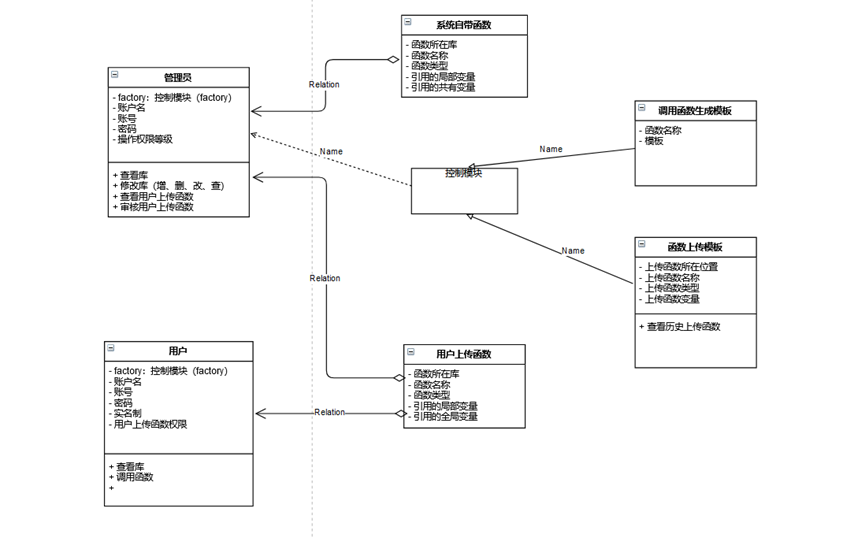 系统自带函数
- 函数所在库
- 函数名称
- 函数类型
- 引用的局部变量
- 引用的共有变量
管理员
- factory：控制模块（factory）
- 账户名
- 账号
- 密码
- 操作权限等级
+ 查看库
+ 修改库（增、删、改、查）
+ 查看用户上传函数
+ 审核用户上传函数
Relation
Name
控制模块
Name
调用函数生成模板
- 函数名称
- 模板
Name
函数上传模板
- 上传函数所在位置
- 上传函数名称
- 上传函数类型
- 上传函数变量
+ 查看历史上传函数
Relation
用户
- factory：控制模块（factory）
- 账户名
- 账号
- 密码
- 实名制
- 用户上传函数权限
+ 查看库
+ 调用函数
+
Relation
用户上传函数
- 函数所在库
- 函数名称
- 函数类型
- 引用的局部变量
- 引用的全局变量